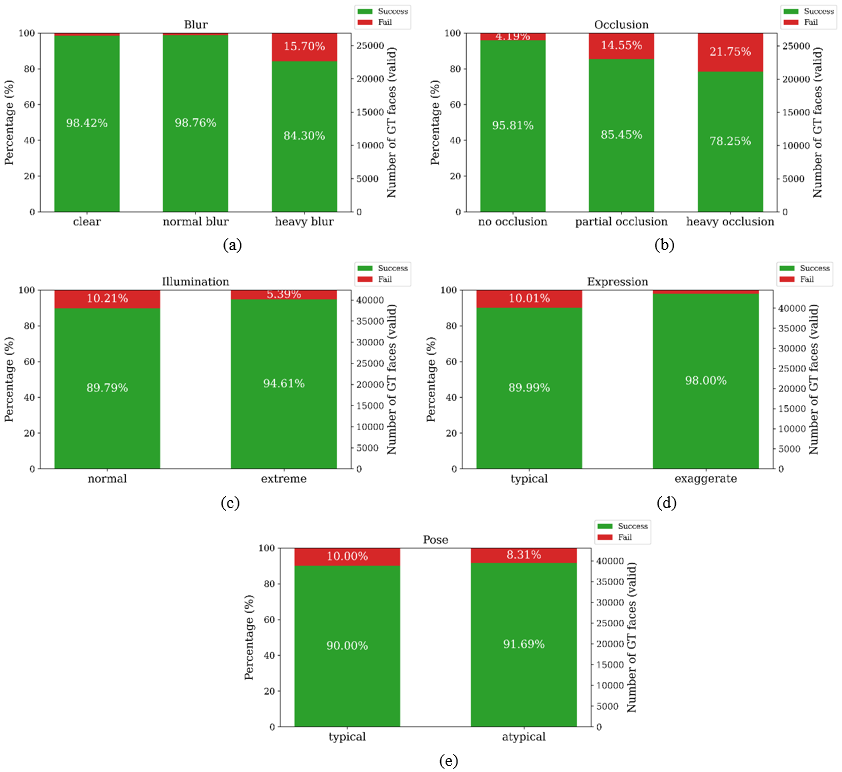 Blur
Success
Fail
Percentage (%)
100
80
60
40
20
0
98.42%
98.76%
15.70%
84.30%
clear
normal blur
heavy blur
25000
20000
15000
10000
5000
0
Number of GT faces (valid)
(a)
Occlusion
Success
Fail
Percentage (%)
100
80
60
40
20
0
4.19%
95.81%
14.55%
85.45%
21.75%
78.25%
no occlusion
partial occlusion
heavy occlusion
25000
20000
15000
10000
5000
0
Number of GT faces (valid)
(b)
Illumination
Success
Fail
Percentage (%)
100
80
60
40
20
0
10.21%
89.79%
5.39%
94.61%
normal
extreme
40000
35000
30000
25000
20000
15000
10000
5000
0
Number of GT faces (valid)
(c)
Expression
Success
Fail
Percentage (%)
100
80
60
40
20
0
10.01%
89.99%
98.00%
typical
exaggerate
40000
35000
30000
25000
20000
15000
10000
5000
0
Number of GT faces (valid)
(d)
Pose
Success
Fail
Percentage (%)
100
80
60
40
20
0
10.00%
90.00%
8.31%
91.69%
typical
atypical
40000
35000
30000
25000
20000
15000
10000
5000
0
Number of GT faces (valid)
(e)